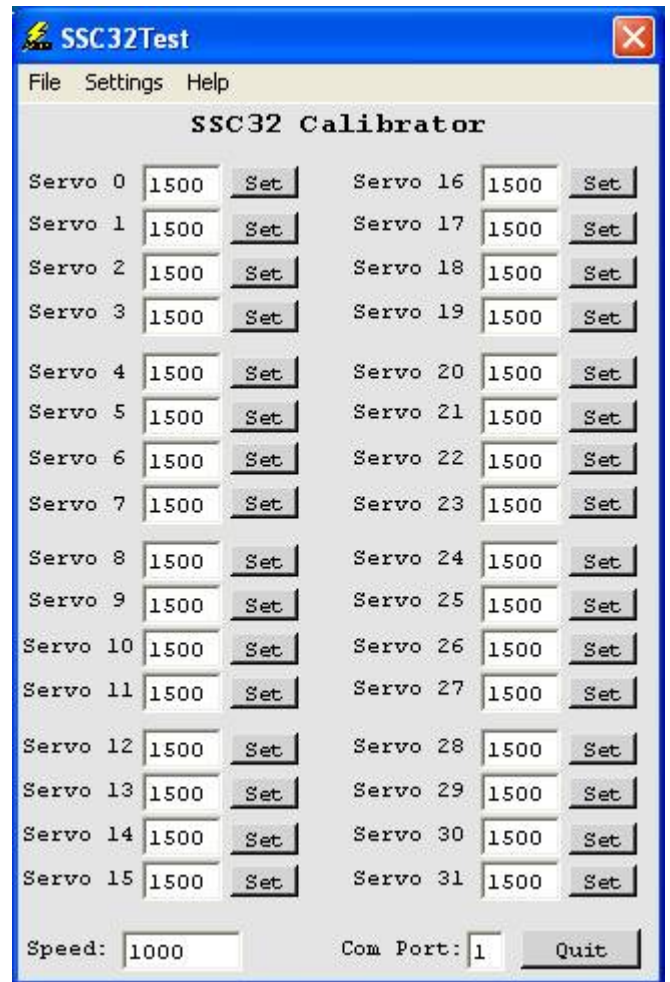 SSC32Test
File Settings Help
SSC32 Calibrator
Servo 0 1500 Set Servo 16 1500 Set
Servo 1 1500 Set Servo 17 1500 Set
Servo 2 1500 Set Servo 18 1500 Set
Servo 3 1500 Set Servo 19 1500 Set
Servo 4 1500 Set Servo 20 1500 Set
Servo 5 1500 Set Servo 21 1500 Set
Servo 6 1500 Set Servo 22 1500 Set
Servo 7 1500 Set Servo 23 1500 Set
Servo 8 1500 Set Servo 24 1500 Set
Servo 9 1500 Set Servo 25 1500 Set
Servo 10 1500 Set Servo 26 1500 Set
Servo 11 1500 Set Servo 27 1500 Set
Servo 12 1500 Set Servo 28 1500 Set
Servo 13 1500 Set Servo 29 1500 Set
Servo 14 1500 Set Servo 30 1500 Set
Servo 15 1500 Set Servo 31 1500 Set
Speed: 1000 Com Port: 1 Quit